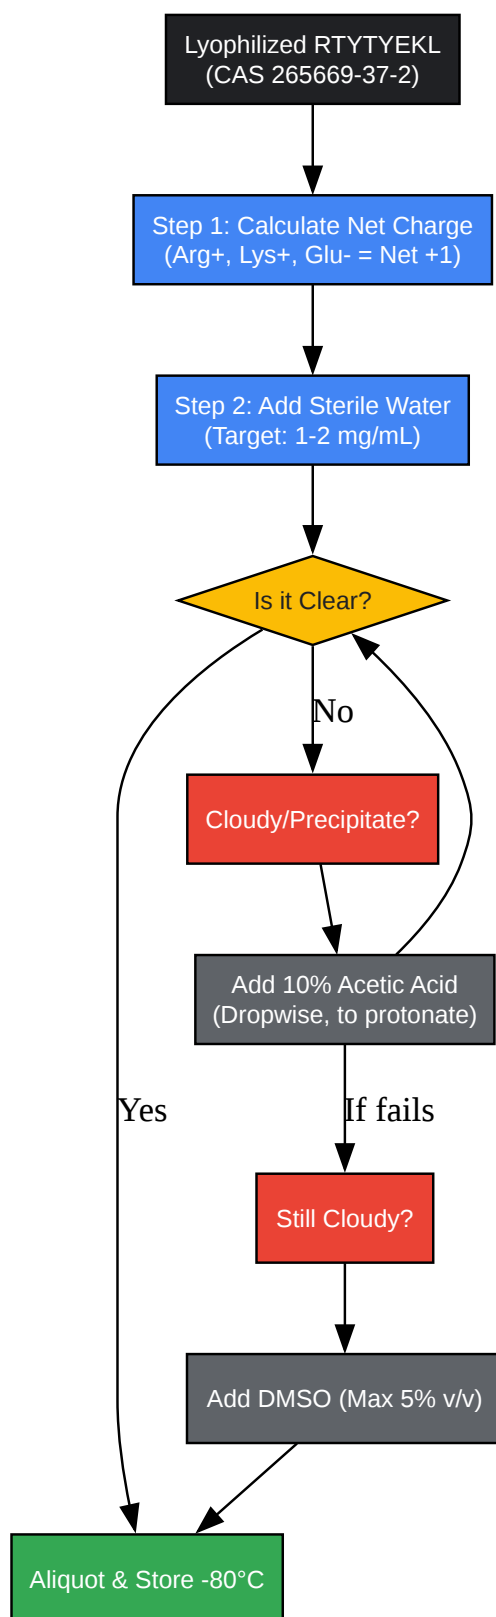 Lyophilized RTYTYEKL
(CAS 265669-37-2)
Step 1: Calculate Net Charge
(Arg+, Lys+, Glu- = Net +1)
Step 2: Add Sterile Water
(Target: 1-2 mg/mL)
Is it Clear?
No
Cloudy/Precipitate?
Add 10% Acetic Acid
(Dropwise, to protonate)
Yes
If fails
Still Cloudy?
Add DMSO (Max 5% v/v)
Aliquot & Store -80°C